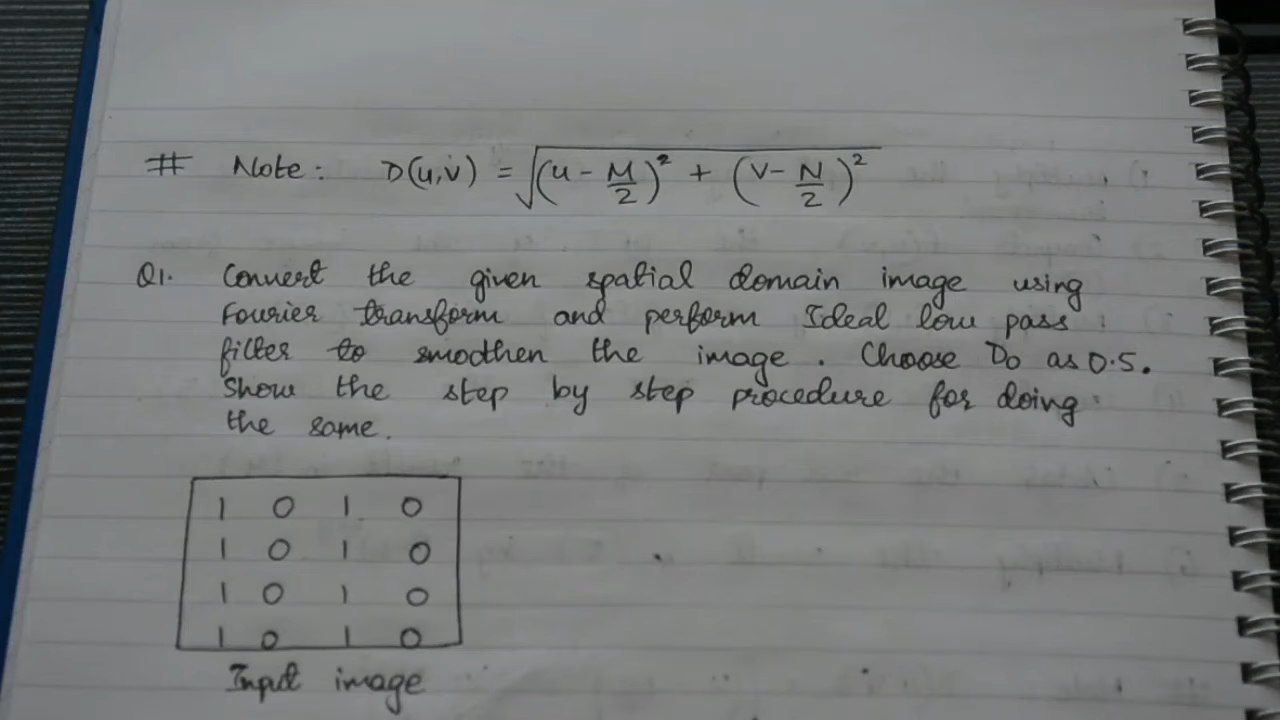 # Note: D(u,v) = √(u - M/2)² + (v - N/2)²
Q1. Convert the given spatial domain image using
Fourier transform and perform Ideal low pass
filter to smoothen the image. Choose D0 as 0.5.
Show the step by step procedure for doing
the same.
1 0 1 0
1 0 1 0
1 0 1 0
1 0 1 0
Input image